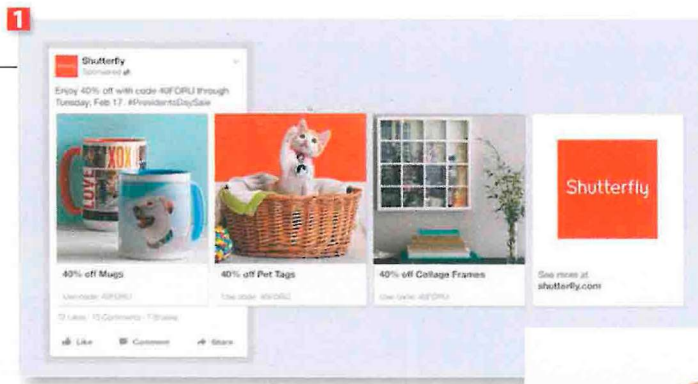 1
Shutterfly
Sponsored
Enjoy 40% off with code 40FORU through
Tuesday, Feb 17. #PresidentsDaySale
LOVE
XOX
Shutterfly
40% off Mugs
Use code: 40FORU
40% off Pet Tags
Use code: 40FORU
40% off Collage Frames
Use code: 40FORU
See more at
shutterfly.com
Like Comment Share